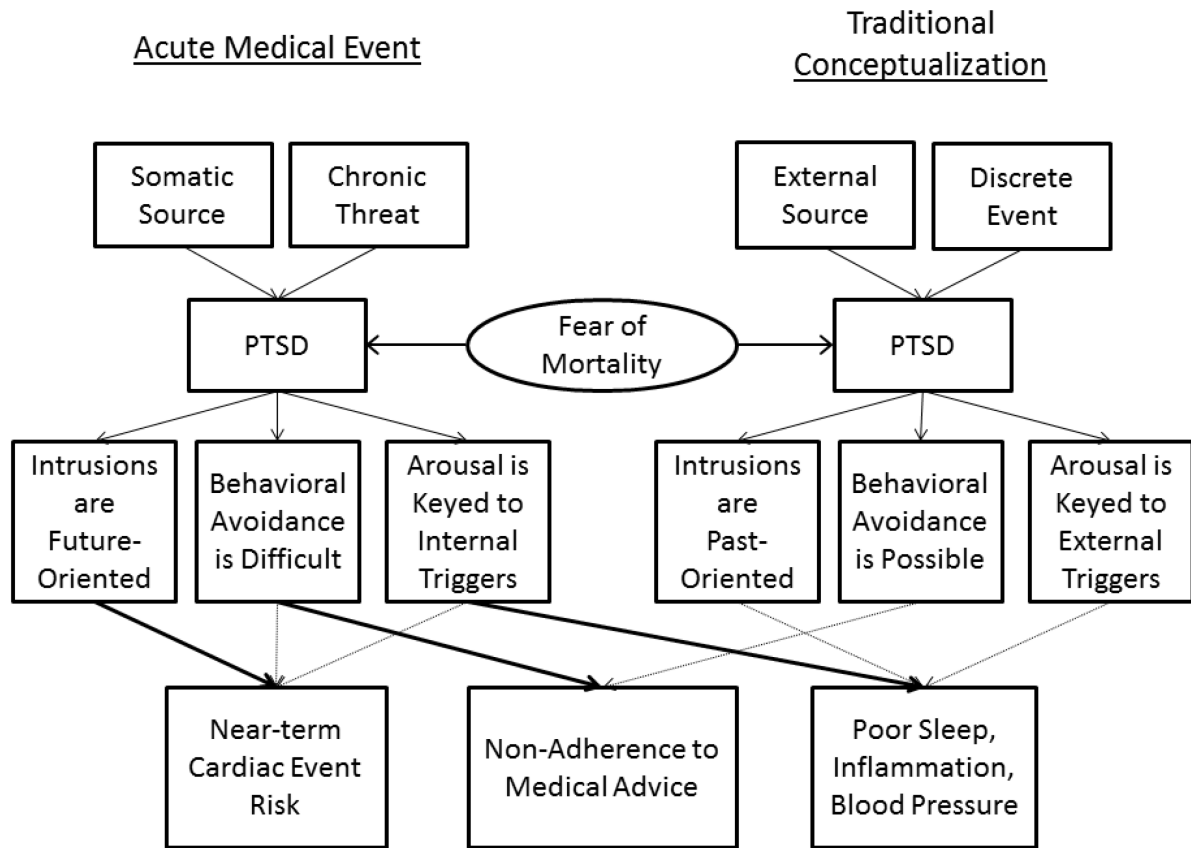 Acute Medical Event
Traditional
Conceptualization
Somatic
Source
Chronic
Threat
External
Source
Discrete
Event
PTSD
Fear of
Mortality
PTSD
Intrusions
are
Future-
Oriented
Behavioral
Avoidance
is Difficult
Arousal is
Keyed to
Internal
Triggers
Intrusions
are
Past-
Oriented
Behavioral
Avoidance
is Possible
Arousal is
Keyed to
External
Triggers
Near-term
Cardiac Event
Risk
Non-Adherence to
Medical Advice
Poor Sleep,
Inflammation,
Blood Pressure